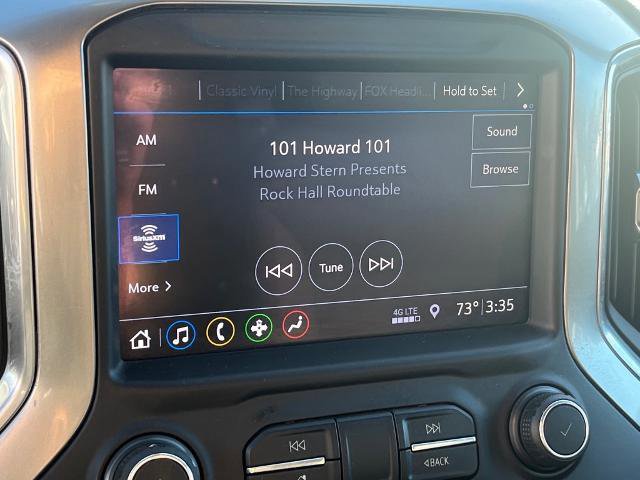 Classic Vinyl The Highway FOX Headli... Hold to Set >
AM
101 Howard 101
Sound
Howard Stern Presents
Browse
FM
Rock Hall Roundtable
SiriusXM
Tune
More >
4G LTE 73° 3:35
BACK